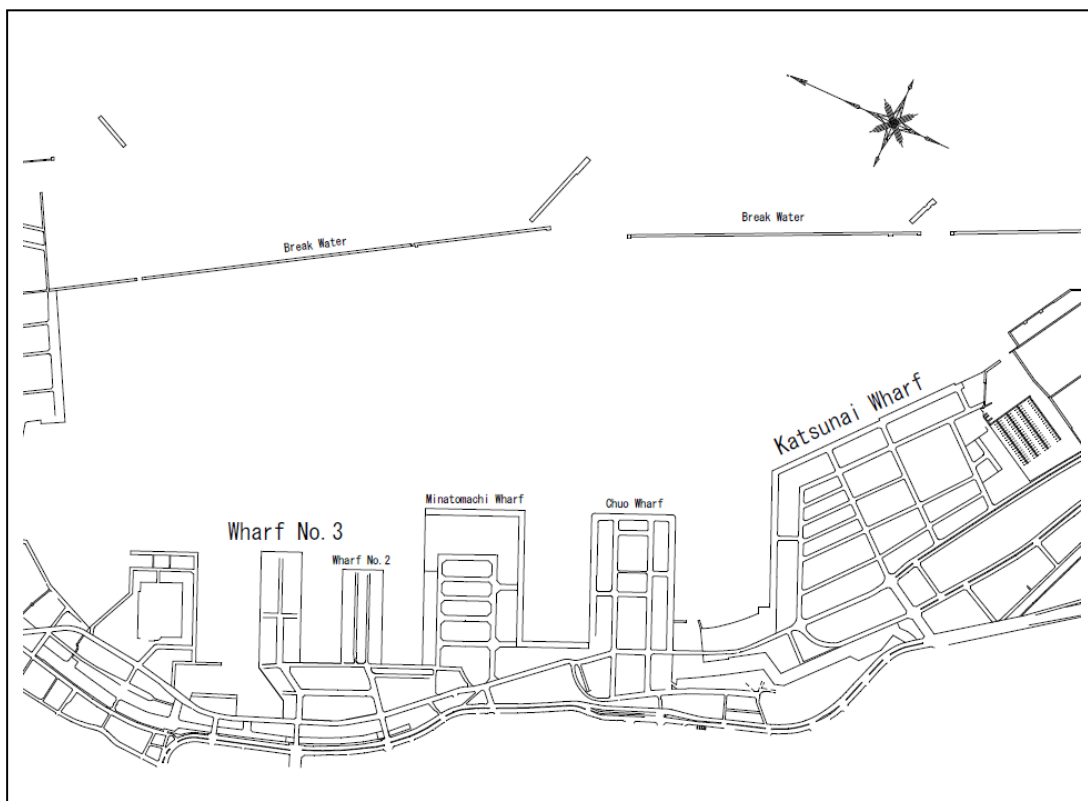 Break Water
Break Water
Katsunai Wharf
Minatomachi Wharf
Chuo Wharf
Wharf No.3
Wharf No.2